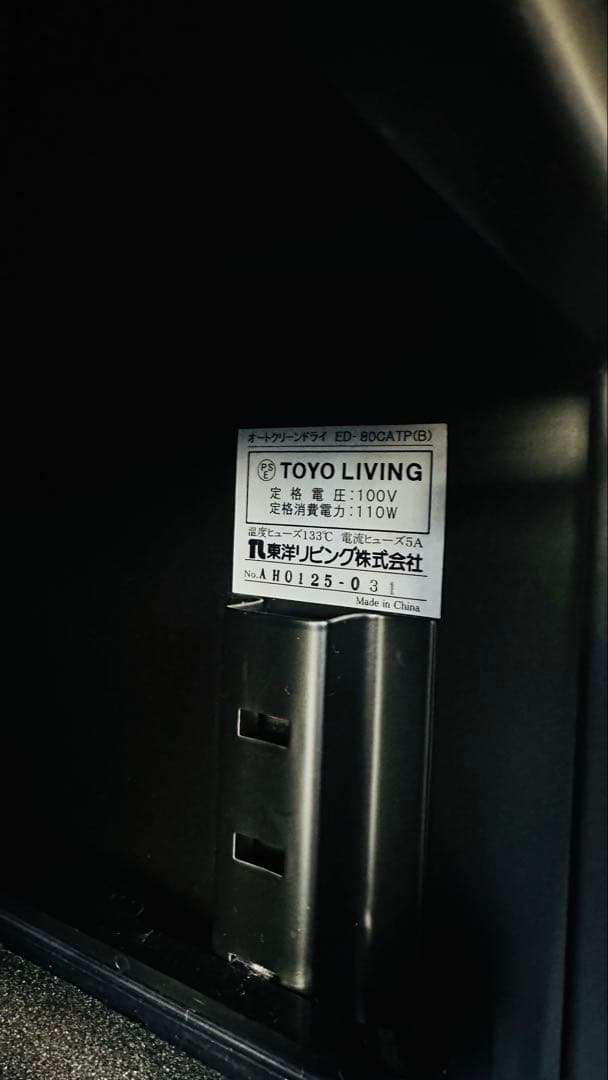 オートクリーンドライ ED-80CATP(B)
PS
E
TOYO LIVING
定格電圧:100V
定格消費電力:110W
温度ヒューズ133℃ 電流ヒューズ5A
東洋リビング株式会社
No.AH0125-031
Made in China